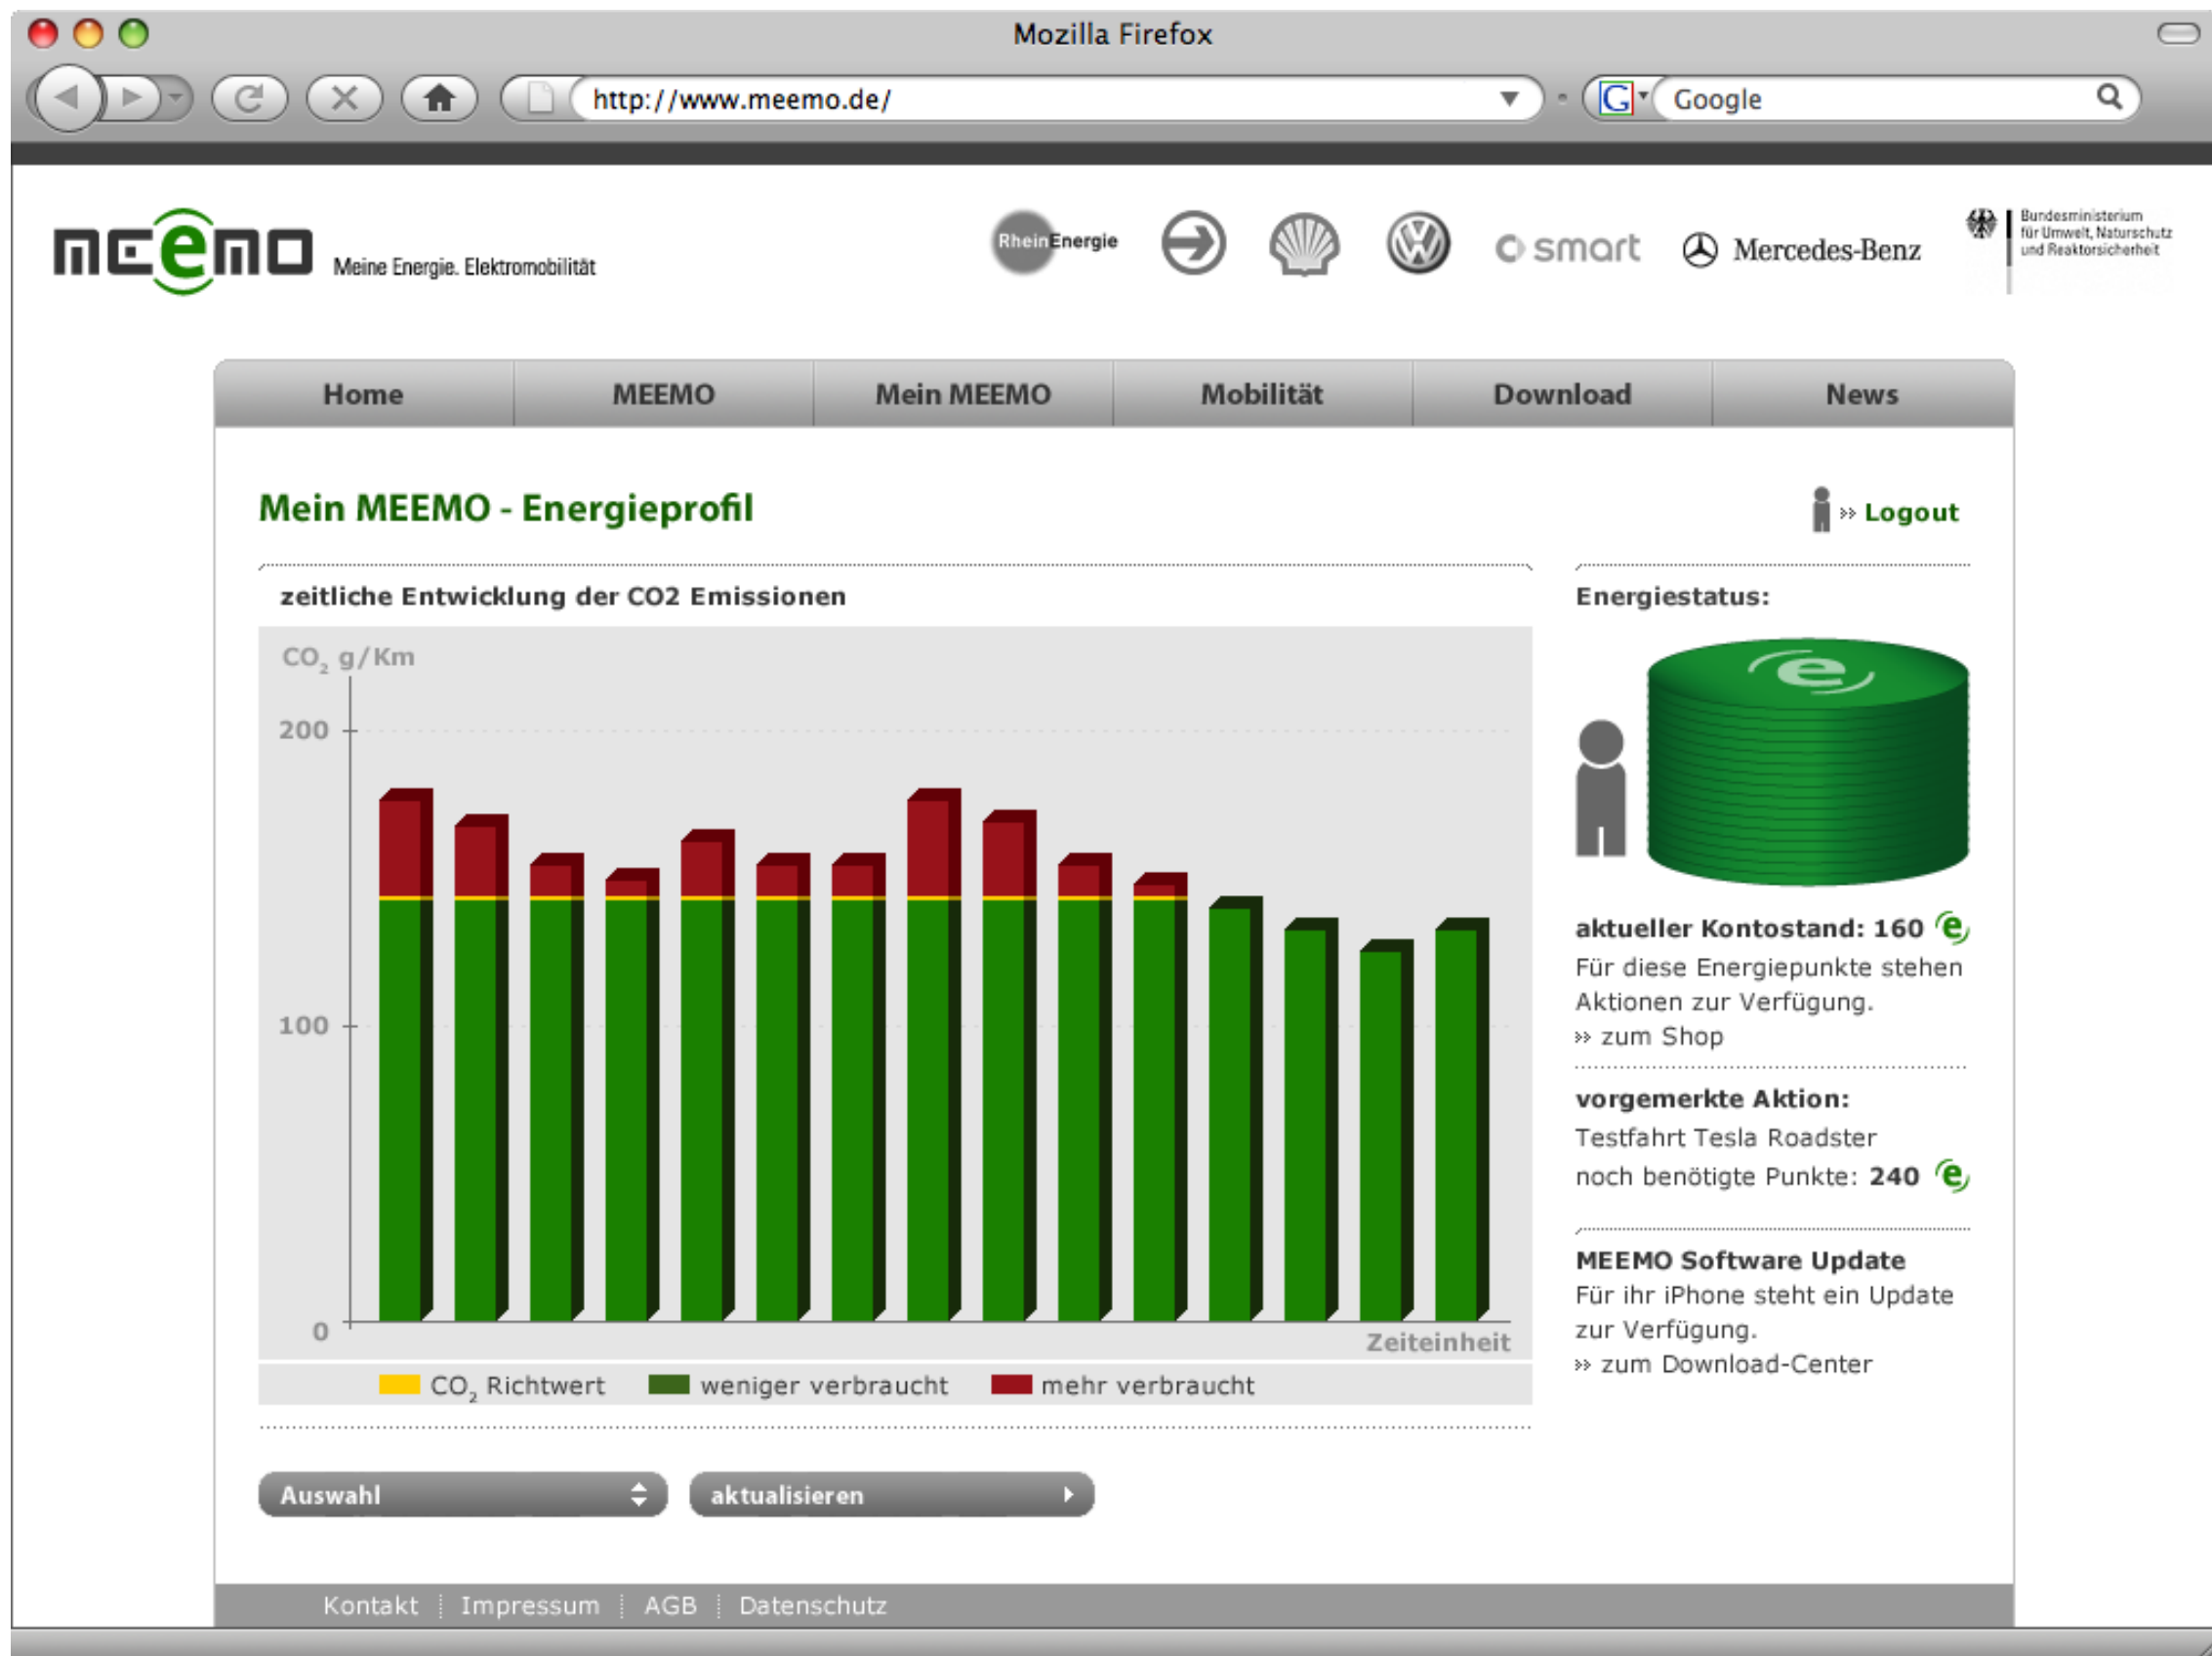 Mozilla Firefox
http://www.meemo.de/
Google
meemo Meine Energie. Elektromobilität
RheinEnergie
smart
Mercedes-Benz
Bundesministerium
für Umwelt, Naturschutz
und Reaktorsicherheit
Home MEEMO Mein MEEMO Mobilität Download News
Mein MEEMO - Energieprofil
» Logout
zeitliche Entwicklung der CO2 Emissionen
CO₂ g/Km
200
100
0
Zeiteinheit
CO₂ Richtwert weniger verbraucht mehr verbraucht
Auswahl
aktualisieren
Energiestatus:
e
aktueller Kontostand: 160 e
Für diese Energiepunkte stehen
Aktionen zur Verfügung.
» zum Shop
vorgemerkte Aktion:
Testfahrt Tesla Roadster
noch benötigte Punkte: 240 e
MEEMO Software Update
Für ihr iPhone steht ein Update
zur Verfügung.
» zum Download-Center
Kontakt Impressum AGB Datenschutz